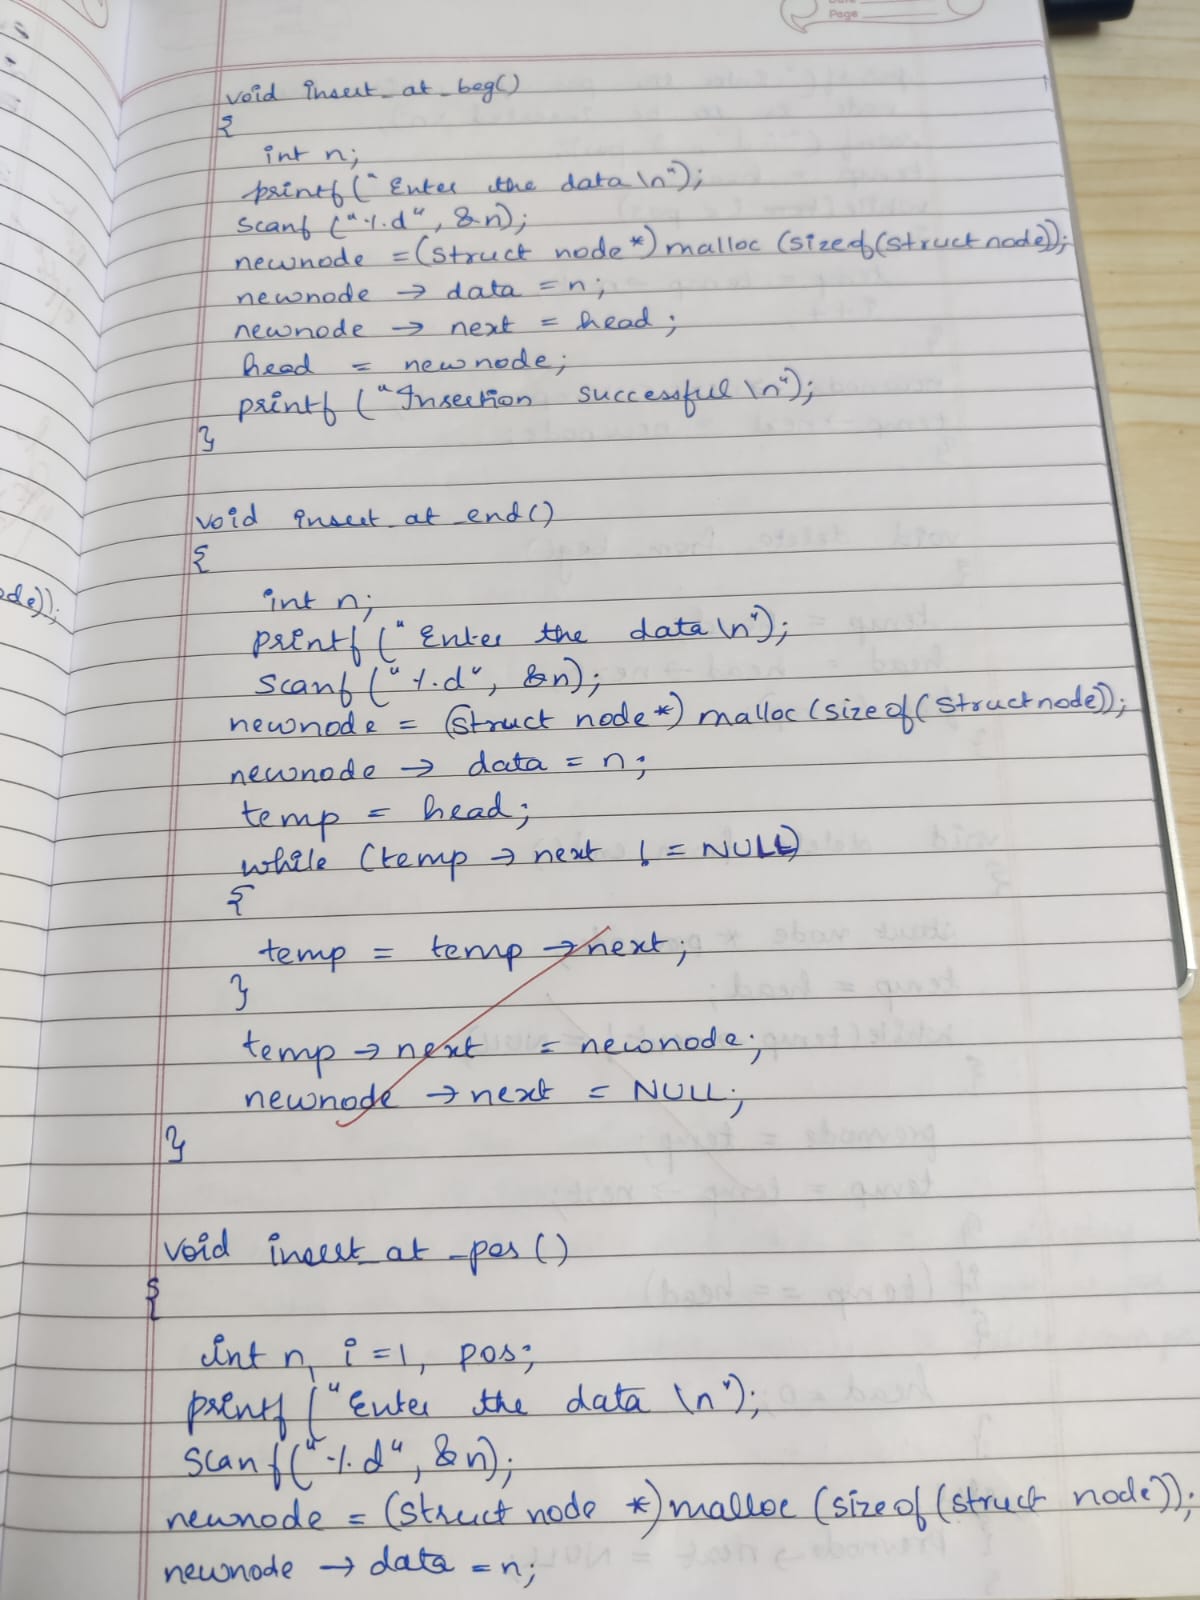 Page
void insert_at_beg()
{
int n;
printf("Enter the data \n");
scanf("%d", &n);
newnode = (struct node*)malloc(sizeof(struct node));
newnode → data = n;
newnode → next = head;
head = newnode;
printf("Insertion successful \n");
}
void insert_at_end()
{
int n;
ode));
printf("Enter the data \n");
scanf("%d", &n);
newnode = (struct node*) malloc(sizeof(struct node));
newnode → data = n;
temp = head;
while (temp → next != NULL)
{
temp = temp → next;
}
temp → next = newnode;
newnode → next = NULL;
}
void insert_at_pos()
{
int n, i=1, pos;
printf("Enter the data \n");
scanf("%d", &n);
newnode = (struct node *)malloc(sizeof(struct node));
newnode → data = n;